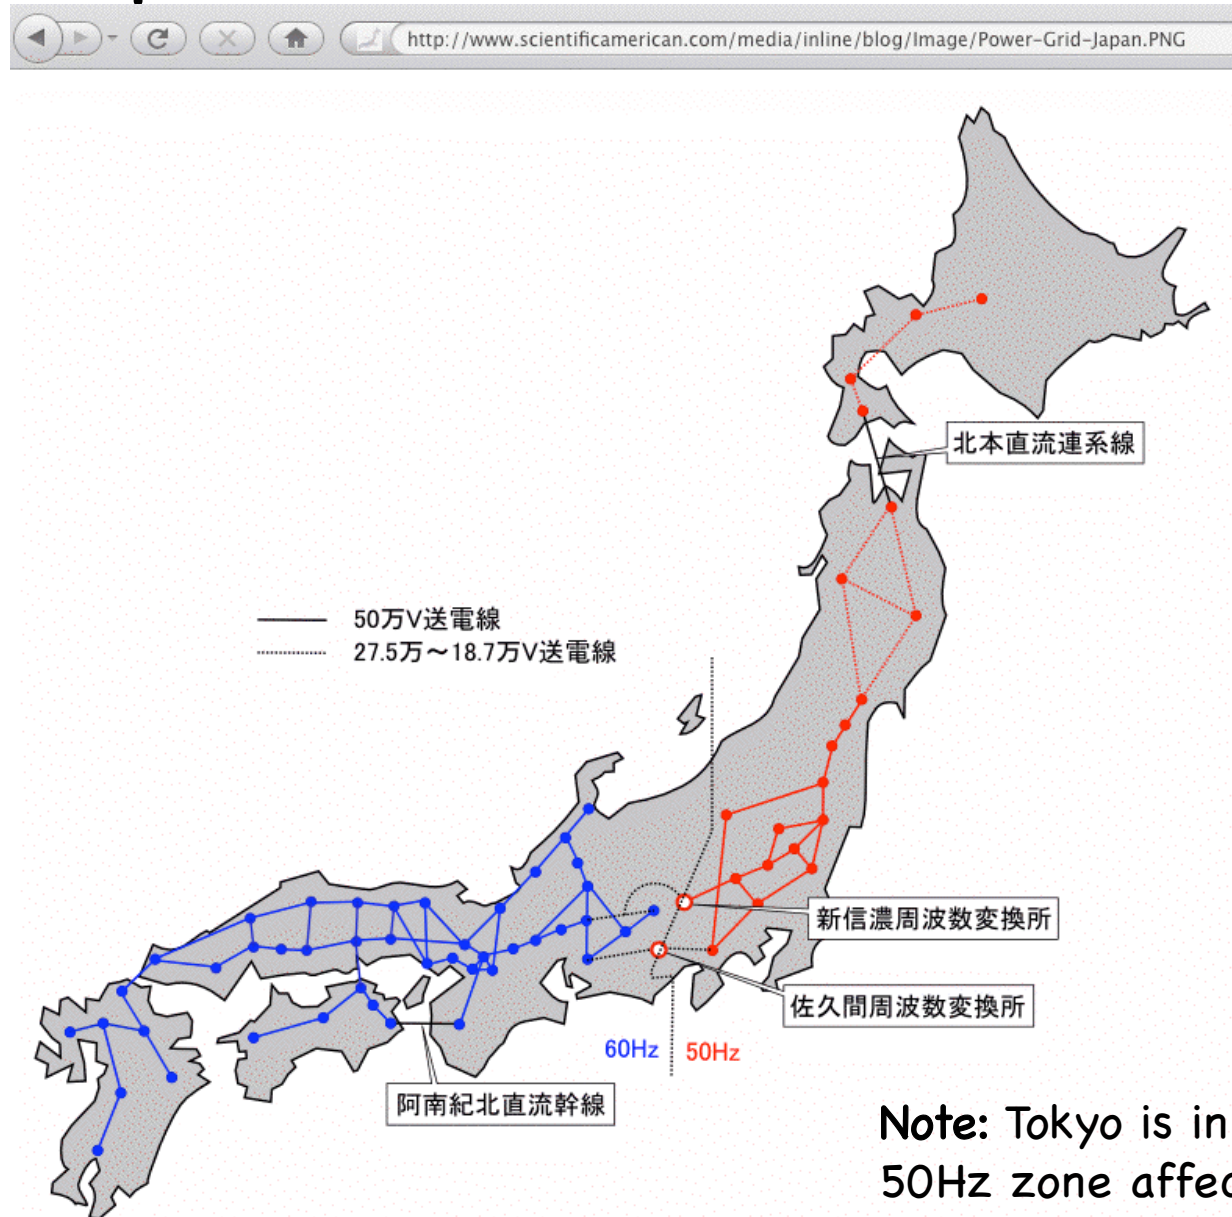 http://www.scientificamerican.com/media/inline/blog/Image/Power-Grid-Japan.PNG
北本直流連系線
50万V送電線
27.5万～18.7万V送電線
新信濃周波数変換所
佐久間周波数変換所
60Hz 50Hz
阿南紀北直流幹線
Note: Tokyo is in
50Hz zone affec